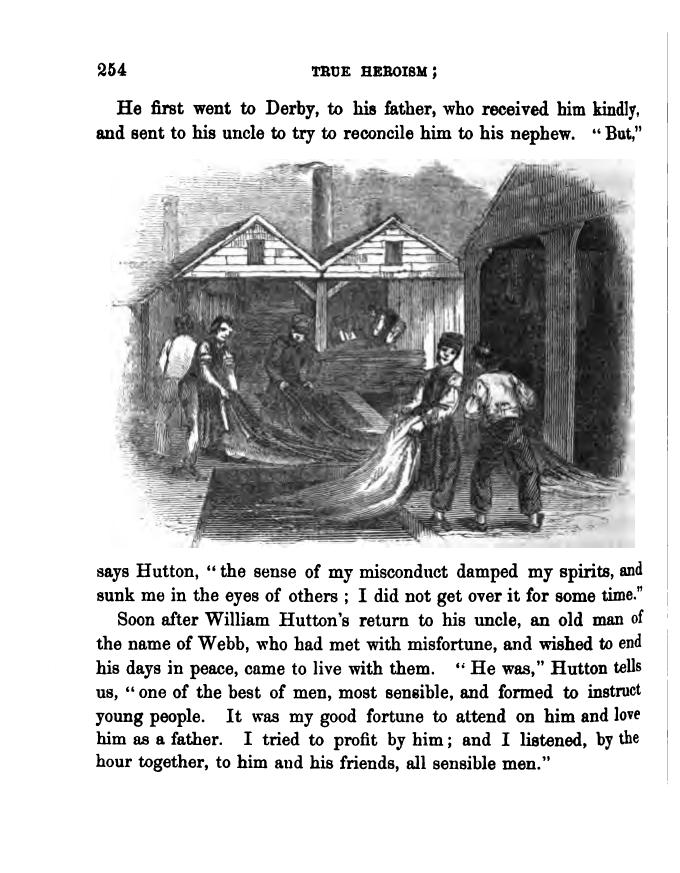 254 TRUE HEROISM;
He first went to Derby, to his father, who received him kindly,
and sent to his uncle to try to reconcile him to his nephew. “But,”
says Hutton, “the sense of my misconduct damped my spirits, and
sunk me in the eyes of others; I did not get over it for some time.”
Soon after William Hutton's return to his uncle, an old man of
the name of Webb, who had met with misfortune, and wished to end
his days in peace, came to live with them. “He was,” Hutton tells
us, “one of the best of men, most sensible, and formed to instruct
young people. It was my good fortune to attend on him and love
him as a father. I tried to profit by him; and I listened, by the
hour together, to him and his friends, all sensible men.”